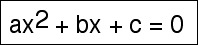 ax² + bx + c = 0